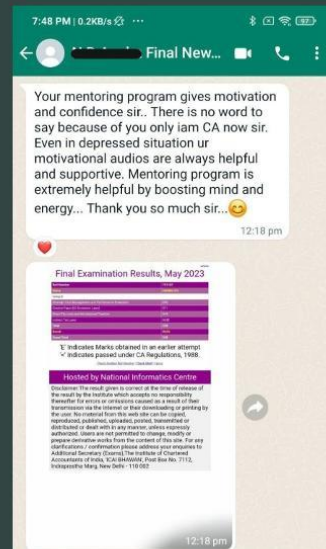 7:48 PM | 0.2KB/s
Final New...
Your mentoring program gives motivation
and confidence sir.. There is no word to
say because of you only iam CA now sir.
Even in depressed situation ur
motivational audios are always helpful
and supportive. Mentoring program is
extremely helpful by boosting mind and
energy... Thank you so much sir...😊
12:18 pm
Final Examination Results, May 2023
'E' Indicates Marks obtained in an earlier attempt
Indicates passed under CA Regulations, 1988.
Hosted by National Informatics Centre
Disclaimer:The result given is correct at the time of release of
the result by the Institute which accepts no responsibility
thereafter for errors or omissions caused as a result of their
transmission via the internet or their downloading or printing by
the user. No material from this web site can be copied,
reproduced, published, uploaded, posted, transmitted or
distributed or dealt with in any manner, unless expressly
authorized. Users are not permitted to change, modify or
prepare derivative works from the content of this site. For any
clarifications / confirmation please address your enquiries to
Additional Secretary (Exams),The Institute of Chartered
Accountants of India, 'ICAI BHAWAN', Post Box No. 7112,
Indraprastha Marg, New Delhi - 110 002
12:18 pm